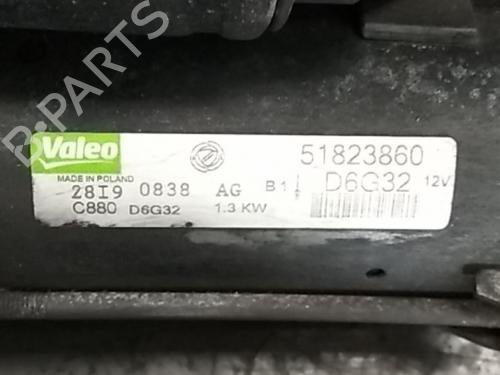 B-PARTS
Valeo
51823860
MADE IN POLAND
28I9 0838 AG B1 D6G32 12V
C880 D6G32 1.3 KW